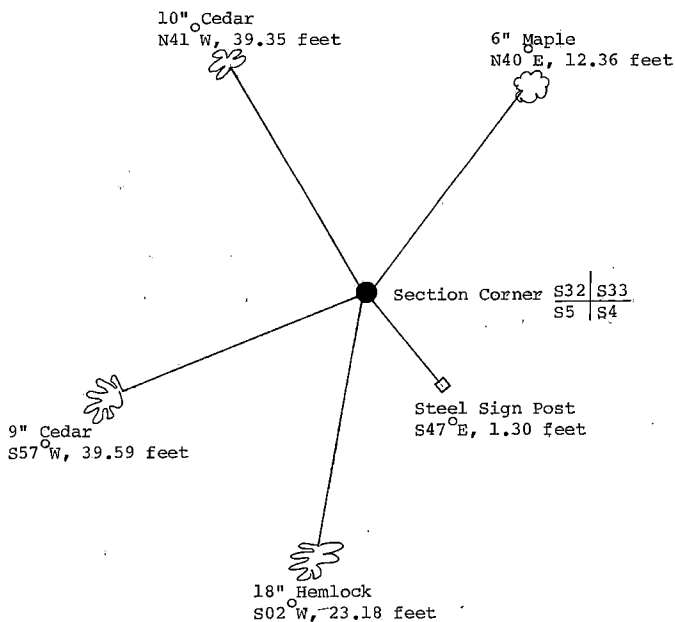 10" Cedar
N41°W, 39.35 feet
6" Maple
N40°E, 12.36 feet
Section Corner S32 | S33
S5 | S4
Steel Sign Post
S47°E, 1.30 feet
9" Cedar
S57°W, 39.59 feet
18" Hemlock
S02°W, 23.18 feet